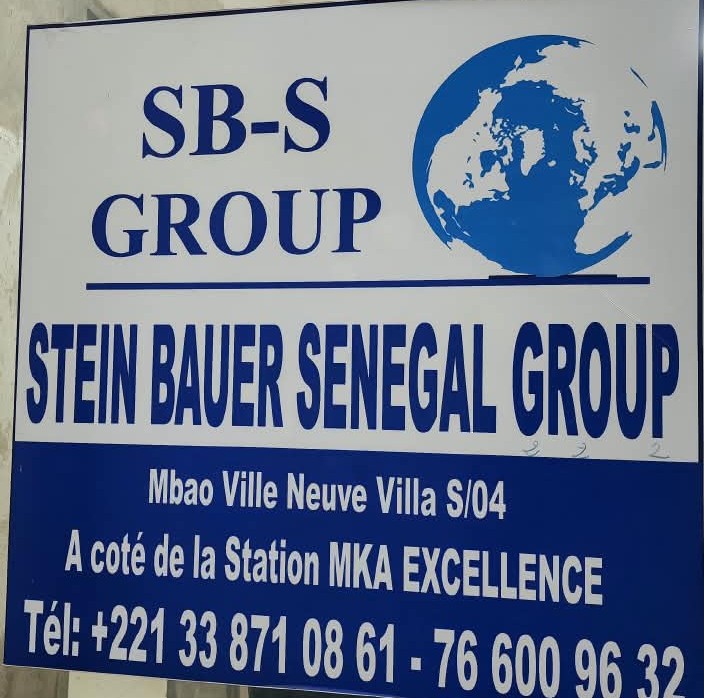 SB-S
GROUP
STEIN BAUER SENEGAL GROUP
Mbao Ville Neuve Villa S/04
A coté de la Station MKA EXCELLENCE
Tél: +221 33 871 08 61 - 76 600 96 32